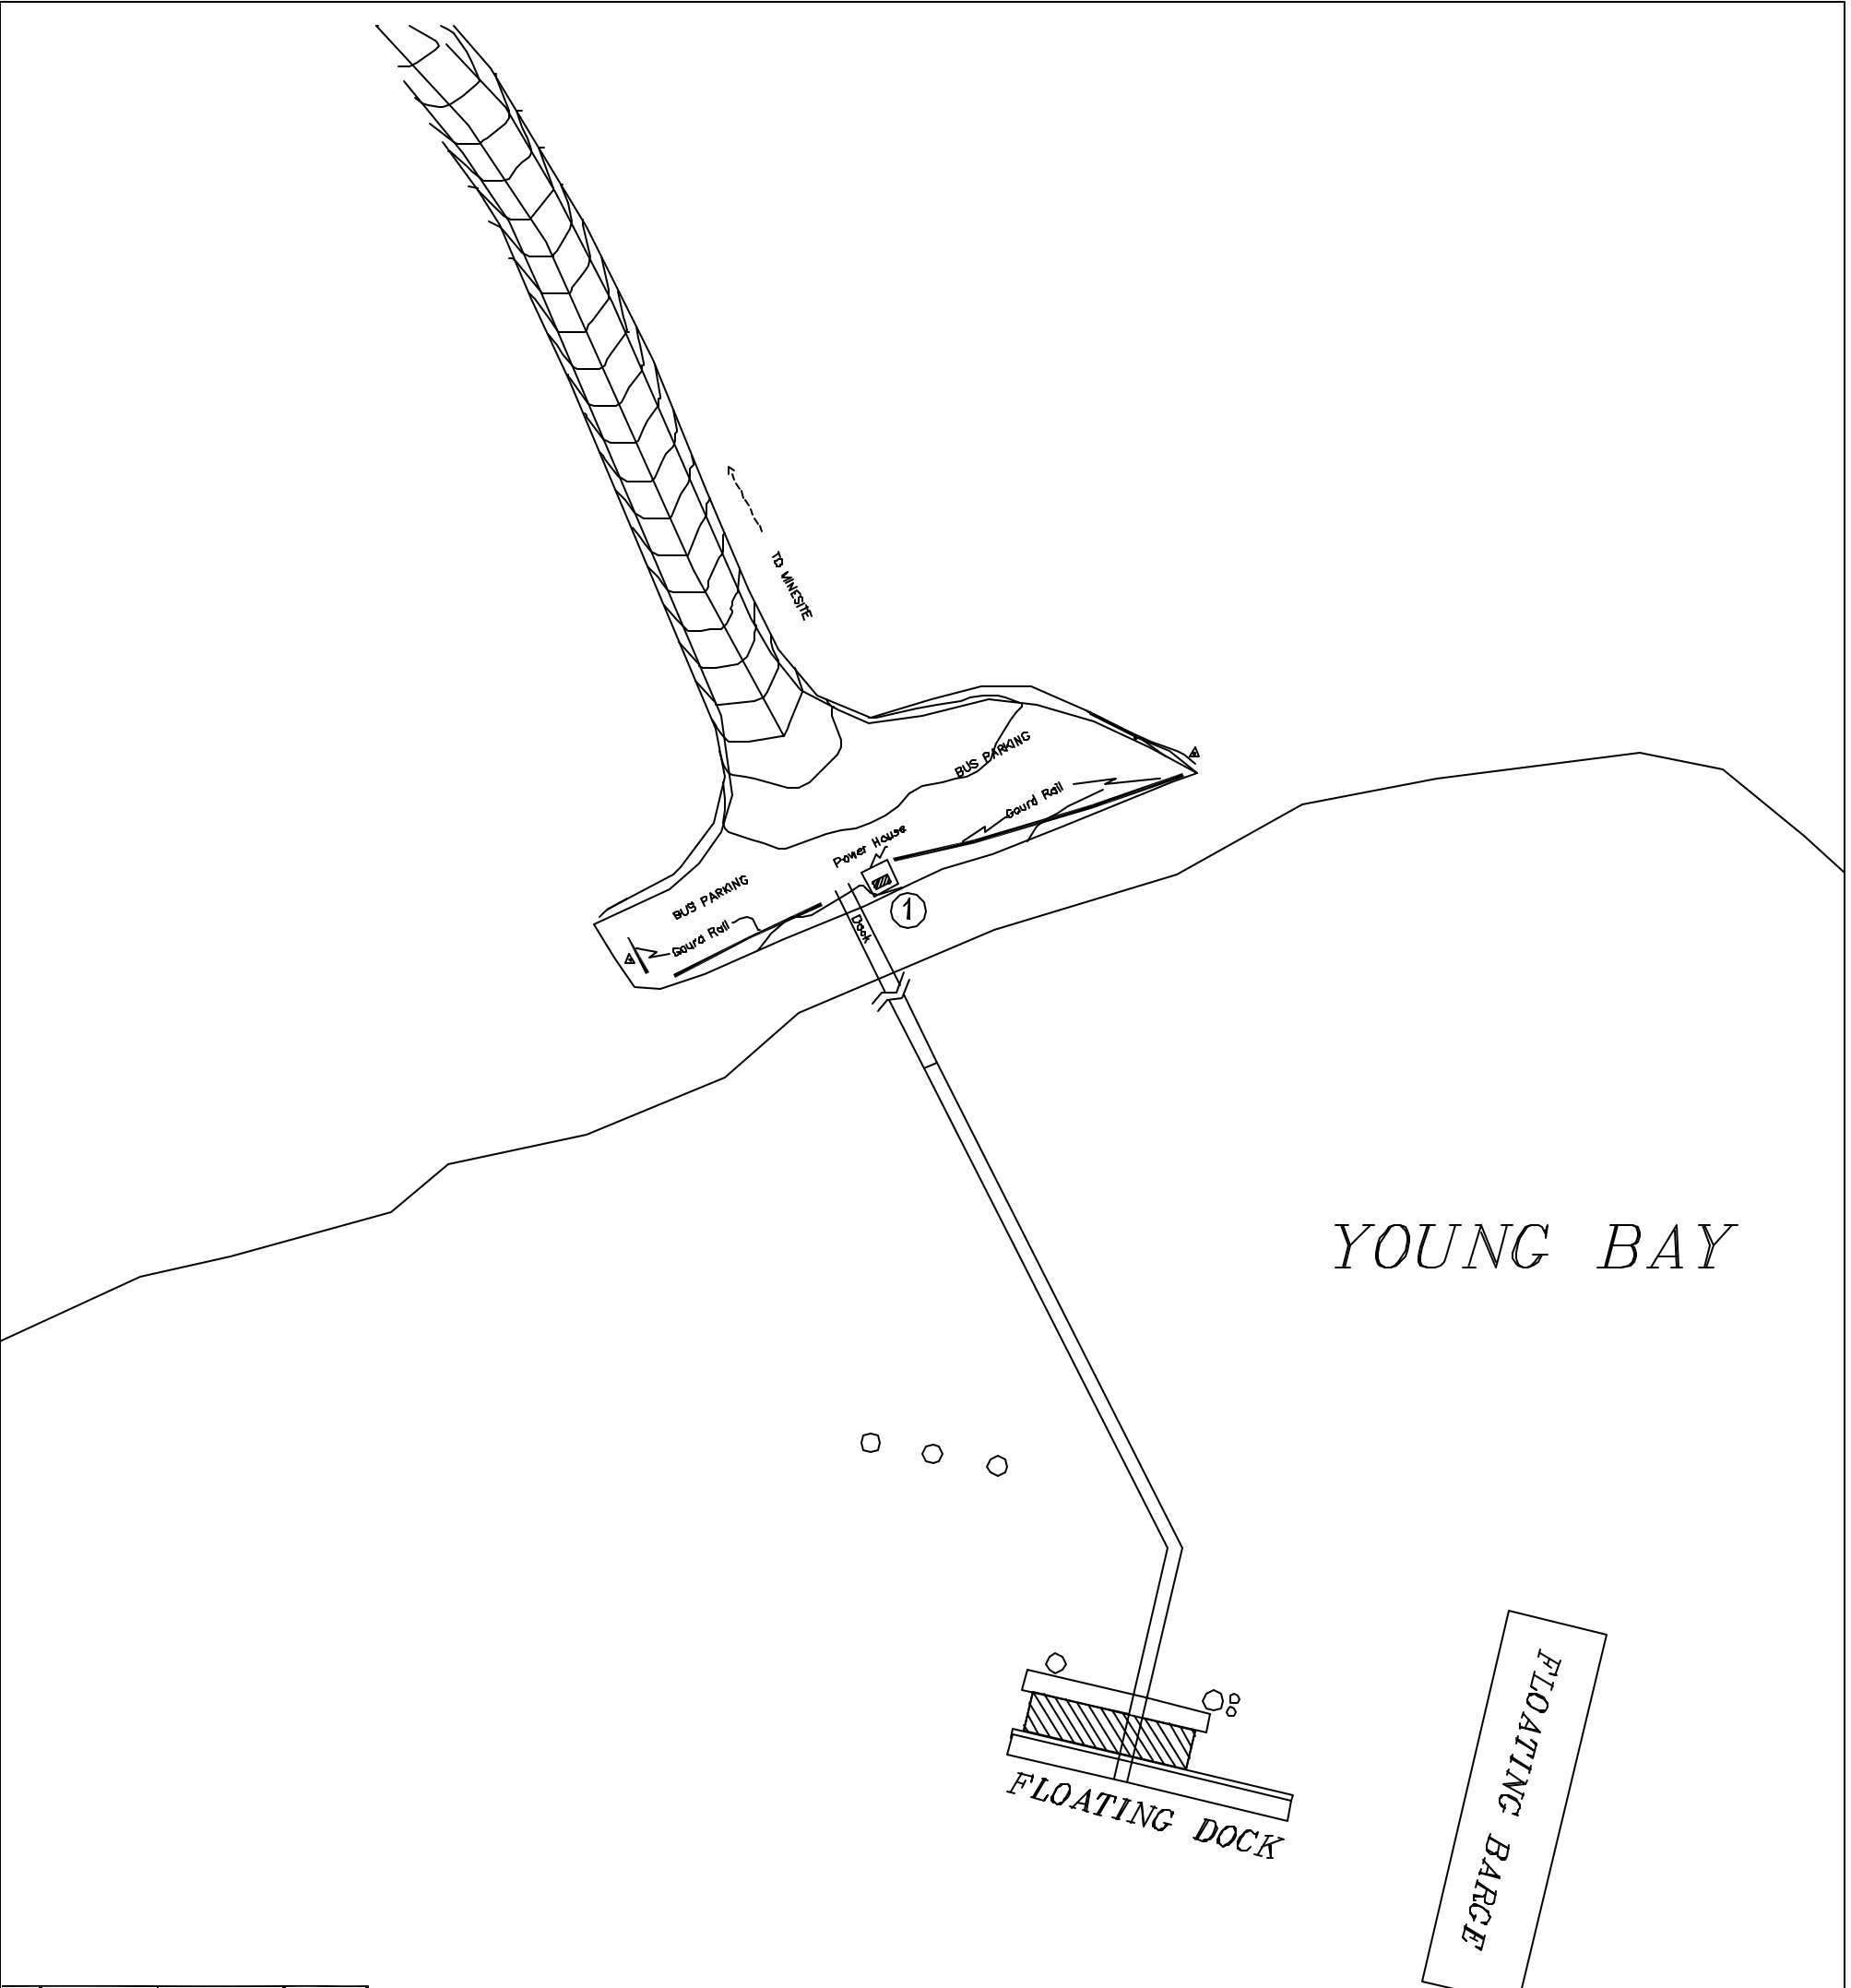 TO MINESITE
BUS PARKING
Gourd Rail
Power House
BUS PARKING
Gourd Rail
1
Dock
YOUNG BAY
FLOATING DOCK
FLOATING BARGE